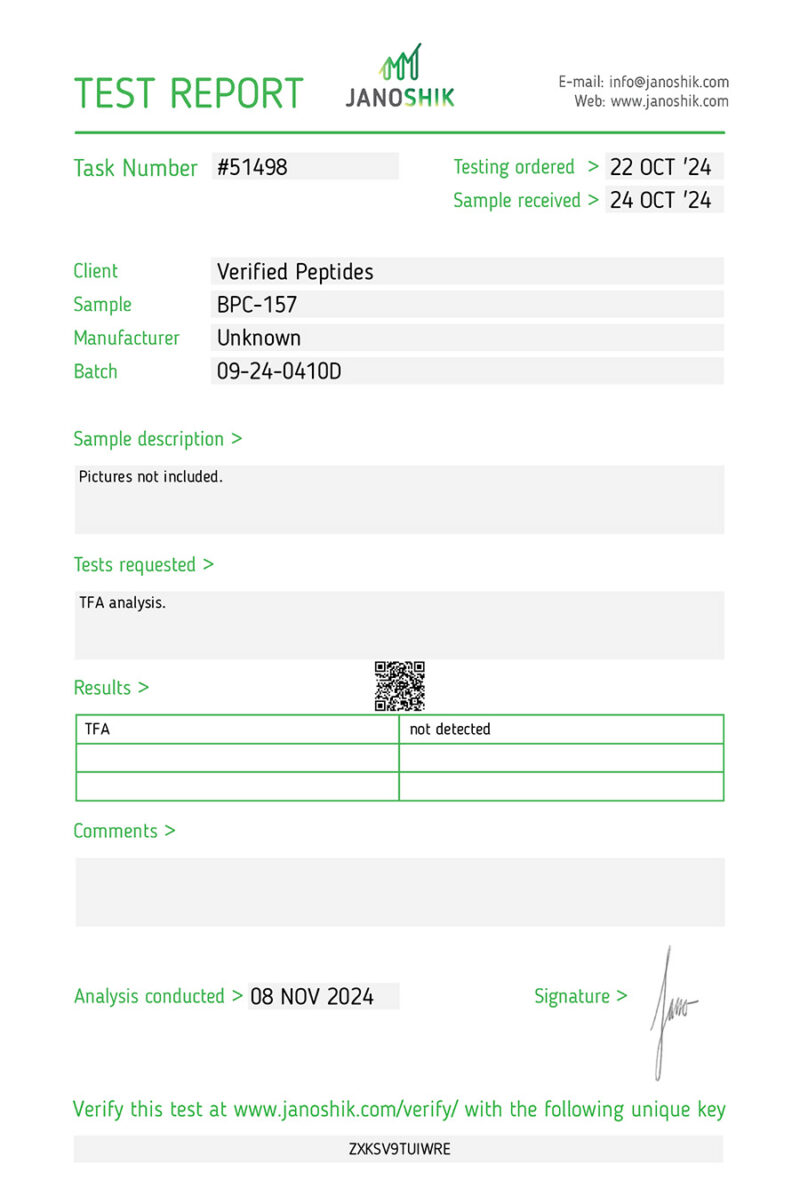 TEST REPORT
JANOSHIK
E-mail: info@janoshik.com
Web: www.janoshik.com
Task Number #51498
Testing ordered > 22 OCT '24
Sample received > 24 OCT '24
Client Verified Peptides
Sample BPC-157
Manufacturer Unknown
Batch 09-24-0410D
Sample description >
Pictures not included.
Tests requested >
TFA analysis.
Results >
TFA not detected
Comments >
Analysis conducted > 08 NOV 2024
Signature >
Jano
Verify this test at www.janoshik.com/verify/ with the following unique key
ZXKSV9TUIWRE